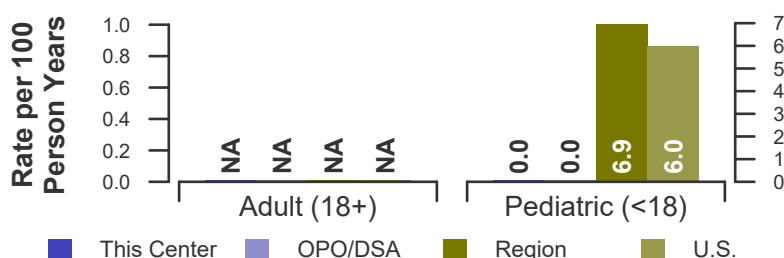 Rate per 100
Person Years
1.0
0.8
0.6
0.4
0.2
0.0
NA NA NA NA
0.0 0.0 6.9 6.0
7
6
5
4
3
2
1
0
Adult (18+) Pediatric (<18)
This Center OPO/DSA Region U.S.